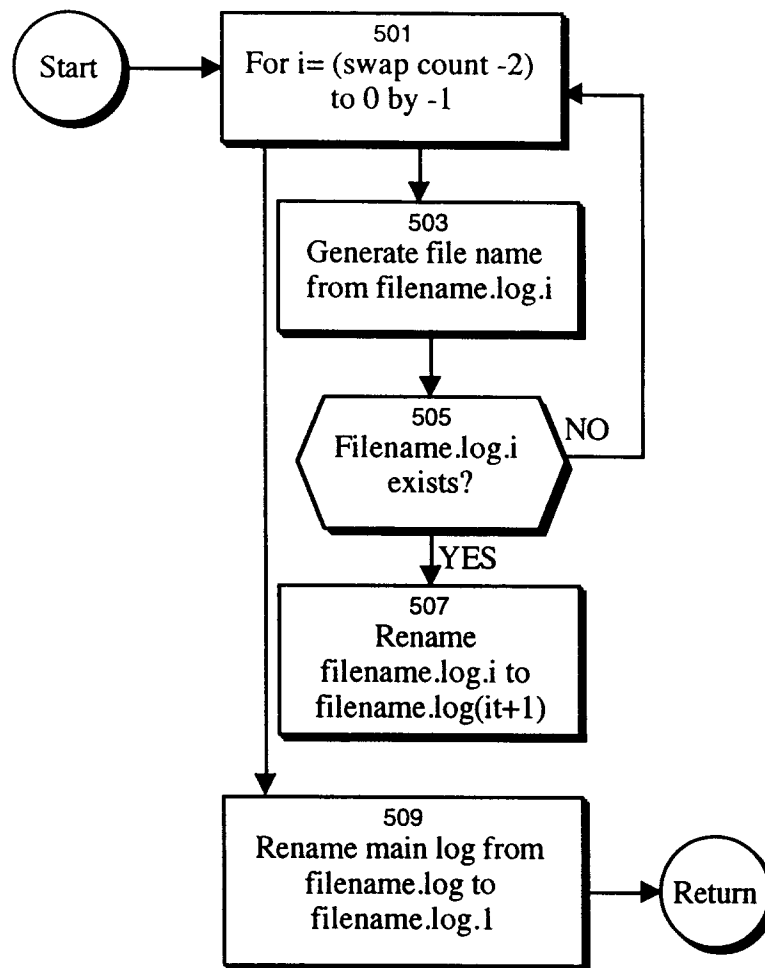 Start
501
For i= (swap count -2)
to 0 by -1
503
Generate file name
from filename.log.i
505
Filename.log.i
exists?
NO
YES
507
Rename
filename.log.i to
filename.log(it+1)
509
Rename main log from
filename.log to
filename.log.1
Return